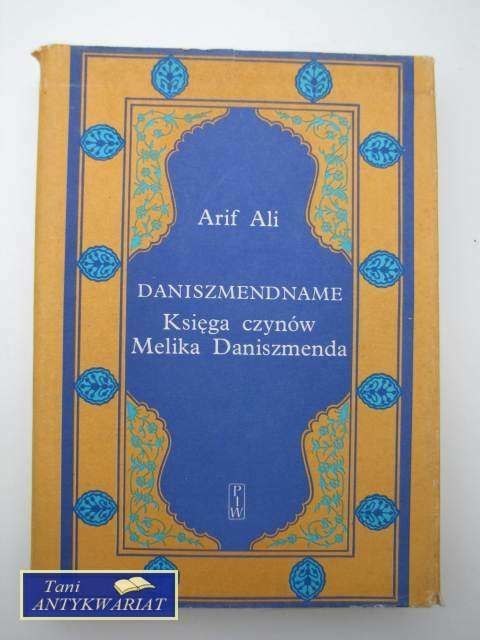 Arif Ali
DANISZMENDNAME
Księga czynów
Melika Daniszmenda
PIW
Tani
ANTYKWARIAT